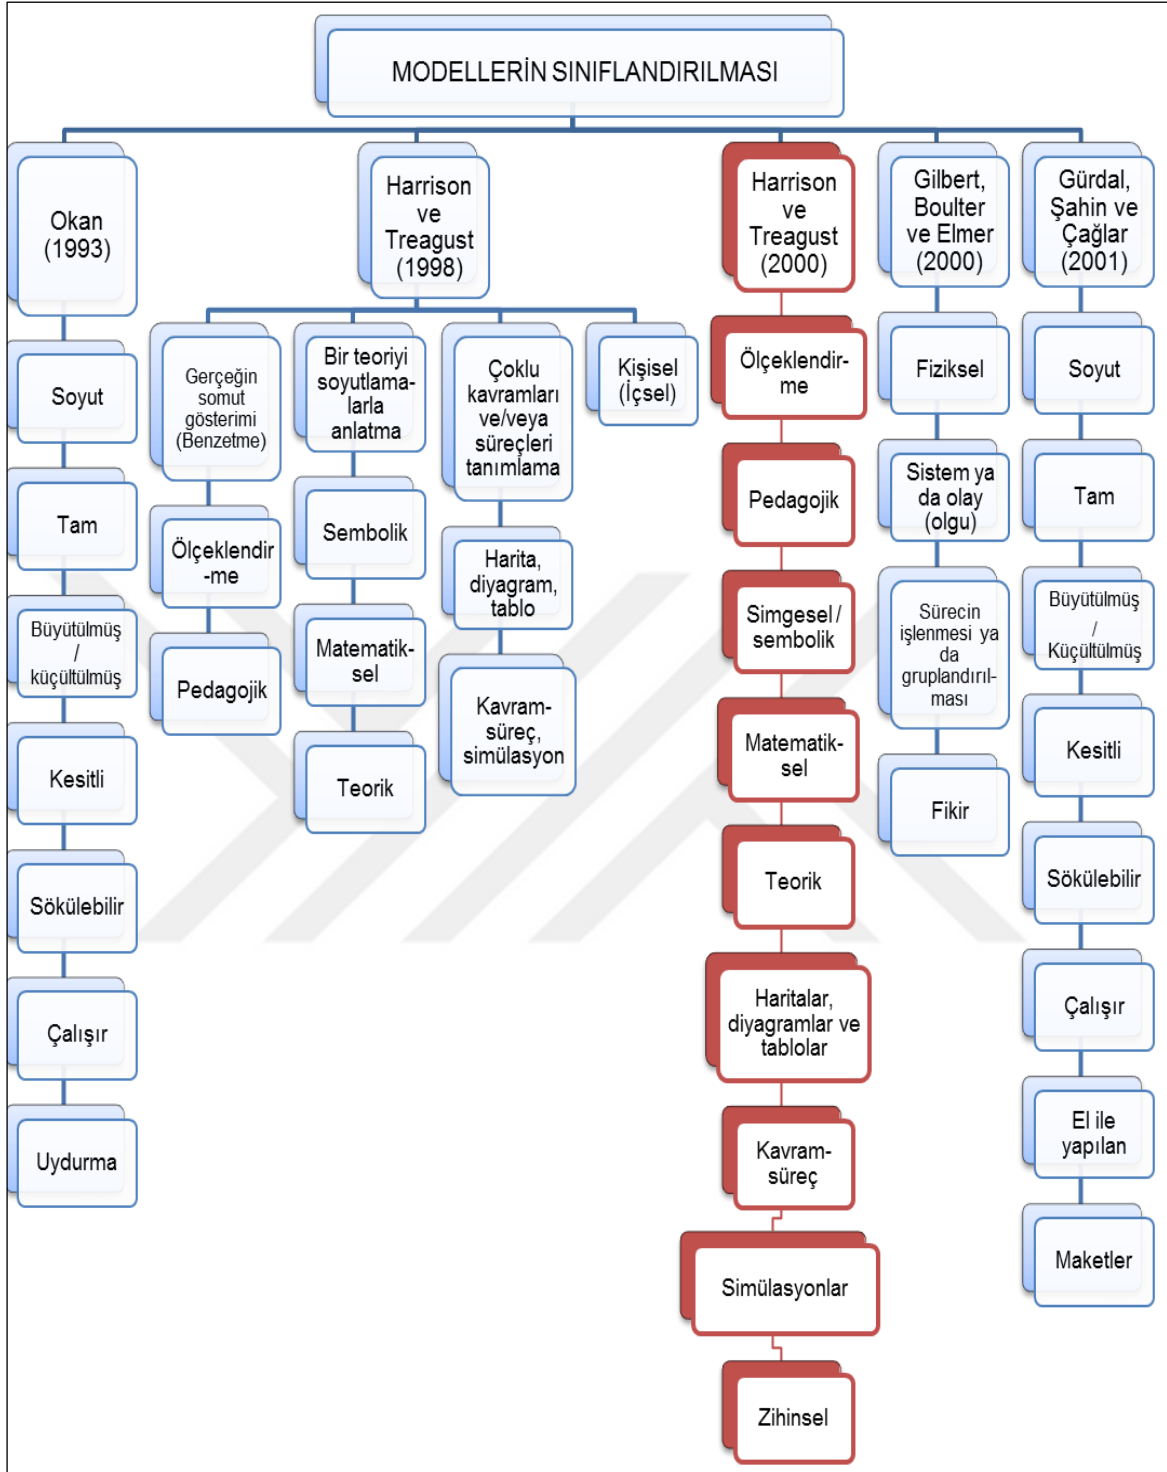 MODELLERİN SINIFLANDIRILMASI
Okan
(1993)
Soyut
Tam
Büyütülmüş
/
küçültülmüş
Kesitli
Sökülebilir
Çalışır
Uydurma
Harrison
ve
Treagust
(1998)
Gerçeğin
somut
gösterimi
(Benzetme)
Ölçeklendir
-me
Pedagojik
Bir teoriyi
soyutlama-
larla
anlatma
Sembolik
Matematik-
sel
Teorik
Çoklu
kavramları
ve/veya
süreçleri
tanımlama
Harita,
diyagram,
tablo
Kavram-
süreç,
simülasyon
Kişisel
(İçsel)
Harrison
ve
Treagust
(2000)
Ölçeklendir-
me
Pedagojik
Simgesel /
sembolik
Matematik-
sel
Teorik
Haritalar,
diyagramlar ve
tablolar
Kavram-
süreç
Simülasyonlar
Zihinsel
Gilbert,
Boulter
ve Elmer
(2000)
Fiziksel
Sistem ya
da olay
(olgu)
Sürecin
işlenmesi ya
da
gruplandırıl-
ması
Fikir
Gürdal,
Şahin ve
Çağlar
(2001)
Soyut
Tam
Büyütülmüş
/
Küçültülmüş
Kesitli
Sökülebilir
Çalışır
El ile
yapılan
Maketler